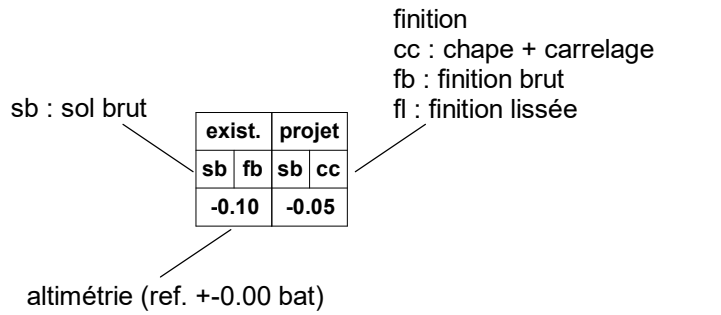 finition
cc : chape + carrelage
fb : finition brut
fl : finition lissée
sb : sol brut
exist. projet
sb fb sb cc
-0.10 -0.05
altimétrie (ref. +-0.00 bat)